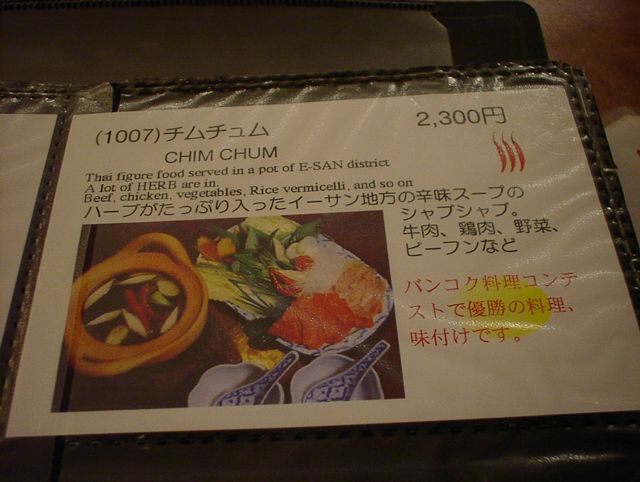 (1007)チムチュム
2,300円
CHIM CHUM
Thai figure food served in a pot of E-SAN district
A lot of HERB are in.
Beef, chicken, vegetables, Rice vermicelli, and so on
ハーブがたっぷり入ったイーサン地方の辛味スープの
シャブシャブ。
牛肉、鶏肉、野菜、
ビーフンなど
バンコク料理コンテ
ストで優勝の料理、
味付けです。